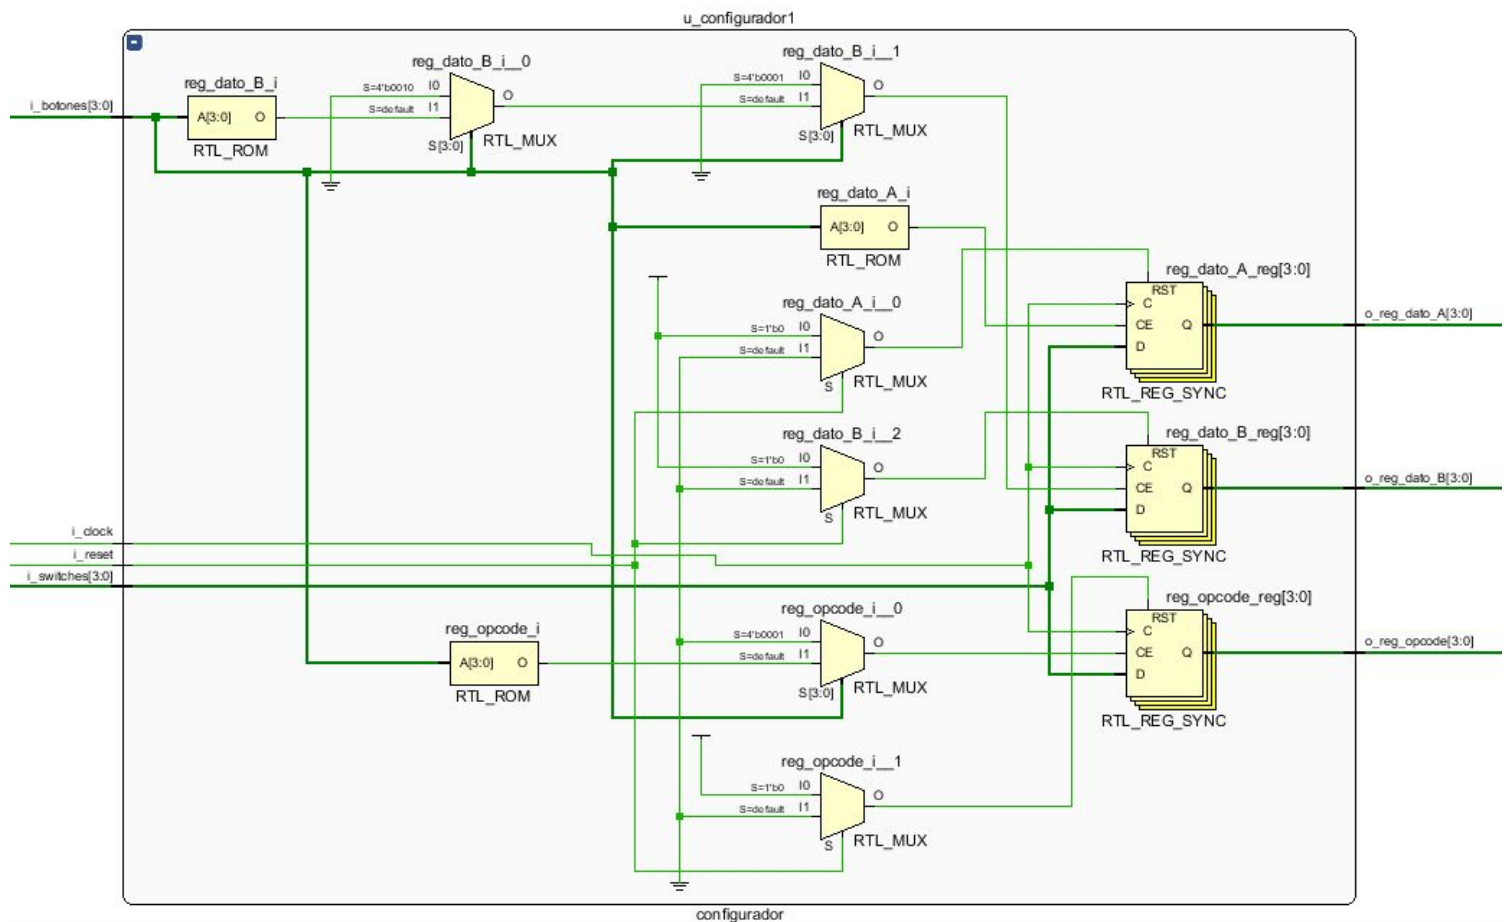 u_configurador1
i_botones[3:0]
reg_dato_B_i
A[3:0] O
RTL_ROM
reg_dato_B_i__0
S=4'b0010 I0
S=default I1
S[3:0]
O
RTL_MUX
reg_dato_B_i__1
S=4'b0001 I0
S=default I1
S[3:0]
O
RTL_MUX
reg_dato_A_i
A[3:0] O
RTL_ROM
reg_dato_A_i__0
S=1'b0 I0
S=default I1
S
O
RTL_MUX
reg_dato_A_reg[3:0]
RST
C
CE Q
D
RTL_REG_SYNC
o_reg_dato_A[3:0]
reg_dato_B_i__2
S=1'b0 I0
S=default I1
S
O
RTL_MUX
reg_dato_B_reg[3:0]
RST
C
CE Q
D
RTL_REG_SYNC
o_reg_dato_B[3:0]
i_clock
i_reset
i_switches[3:0]
reg_opcode_i
A[3:0] O
RTL_ROM
reg_opcode_i__0
S=4'b0001 I0
S=default I1
S[3:0]
O
RTL_MUX
reg_opcode_reg[3:0]
RST
C
CE Q
D
RTL_REG_SYNC
o_reg_opcode[3:0]
reg_opcode_i__1
S=1'b0 I0
S=default I1
S
O
RTL_MUX
configurador